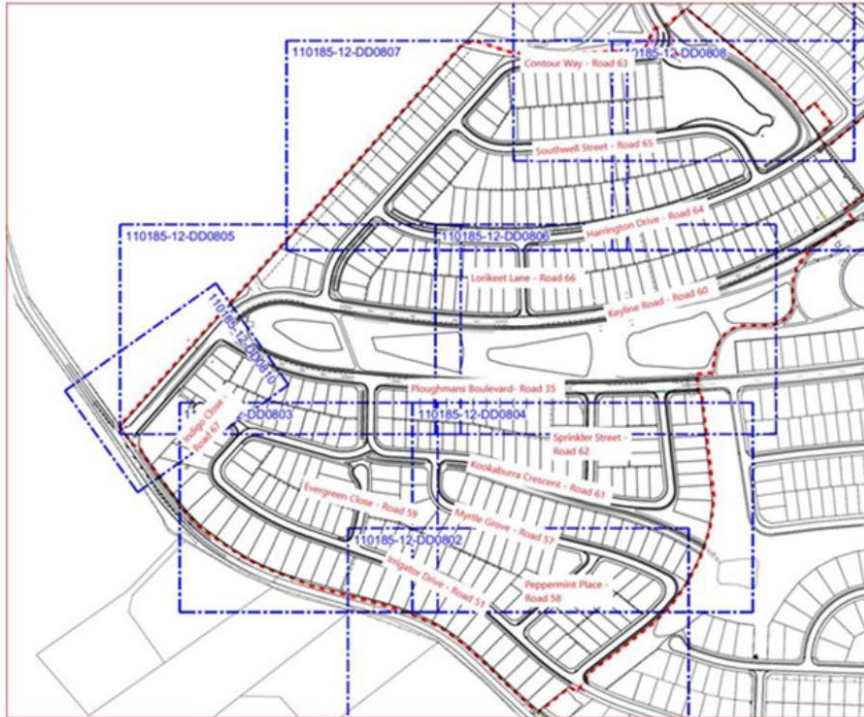 110185-12-DD0807
110185-12-DD0808
Contour Way - Road 63
Southwell Street - Road 65
Harrington Drive - Road 64
110185-12-DD0805
110185-12-DD0806
Lorikeet Lane - Road 66
Keyline Road - Road 60
110185-12-DD0810
Ploughmans Boulevard- Road 35
DD0803
110185-12-DD0804
Indigo Close -
Road 67
Sprinkler Street -
Road 62
Kookaburra Crescent - Road 61
Evergreen Close - Road 59
Myrtle Grove - Road 57
110185-12-DD0802
Irrigator Drive - Road 51
Peppermint Place -
Road 58